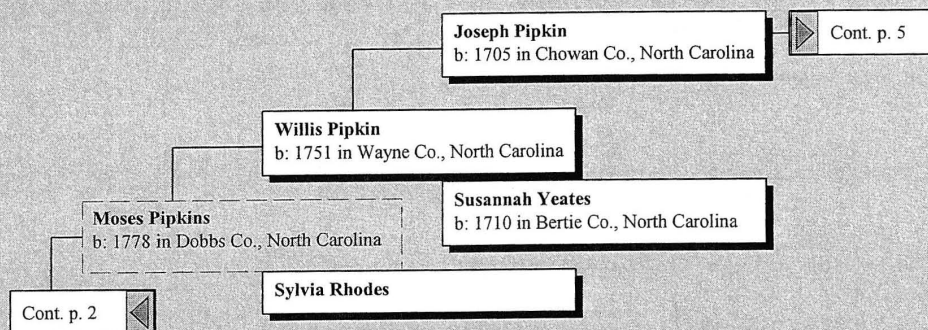 Joseph Pipkin
b: 1705 in Chowan Co., North Carolina
Cont. p. 5
Willis Pipkin
b: 1751 in Wayne Co., North Carolina
Susannah Yeates
b: 1710 in Bertie Co., North Carolina
Moses Pipkins
b: 1778 in Dobbs Co., North Carolina
Sylvia Rhodes
Cont. p. 2